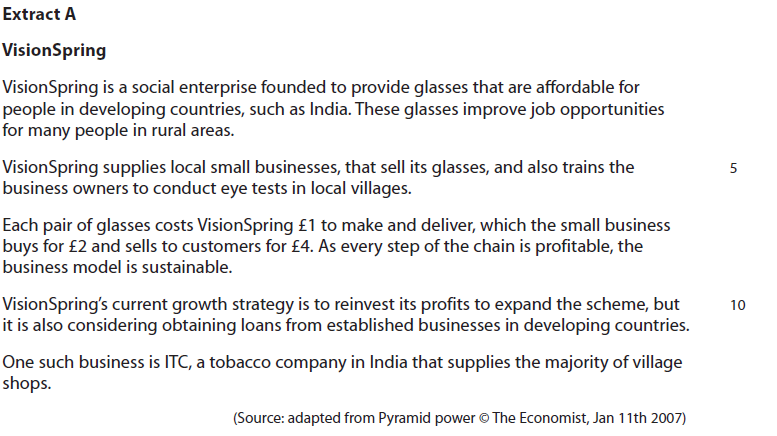 Extract A
VisionSpring
VisionSpring is a social enterprise founded to provide glasses that are affordable for
people in developing countries, such as India. These glasses improve job opportunities
for many people in rural areas.
VisionSpring supplies local small businesses, that sell its glasses, and also trains the 5
business owners to conduct eye tests in local villages.
Each pair of glasses costs VisionSpring £1 to make and deliver, which the small business
buys for £2 and sells to customers for £4. As every step of the chain is profitable, the
business model is sustainable.
VisionSpring’s current growth strategy is to reinvest its profits to expand the scheme, but 10
it is also considering obtaining loans from established businesses in developing countries.
One such business is ITC, a tobacco company in India that supplies the majority of village
shops.
(Source: adapted from Pyramid power © The Economist, Jan 11th 2007)